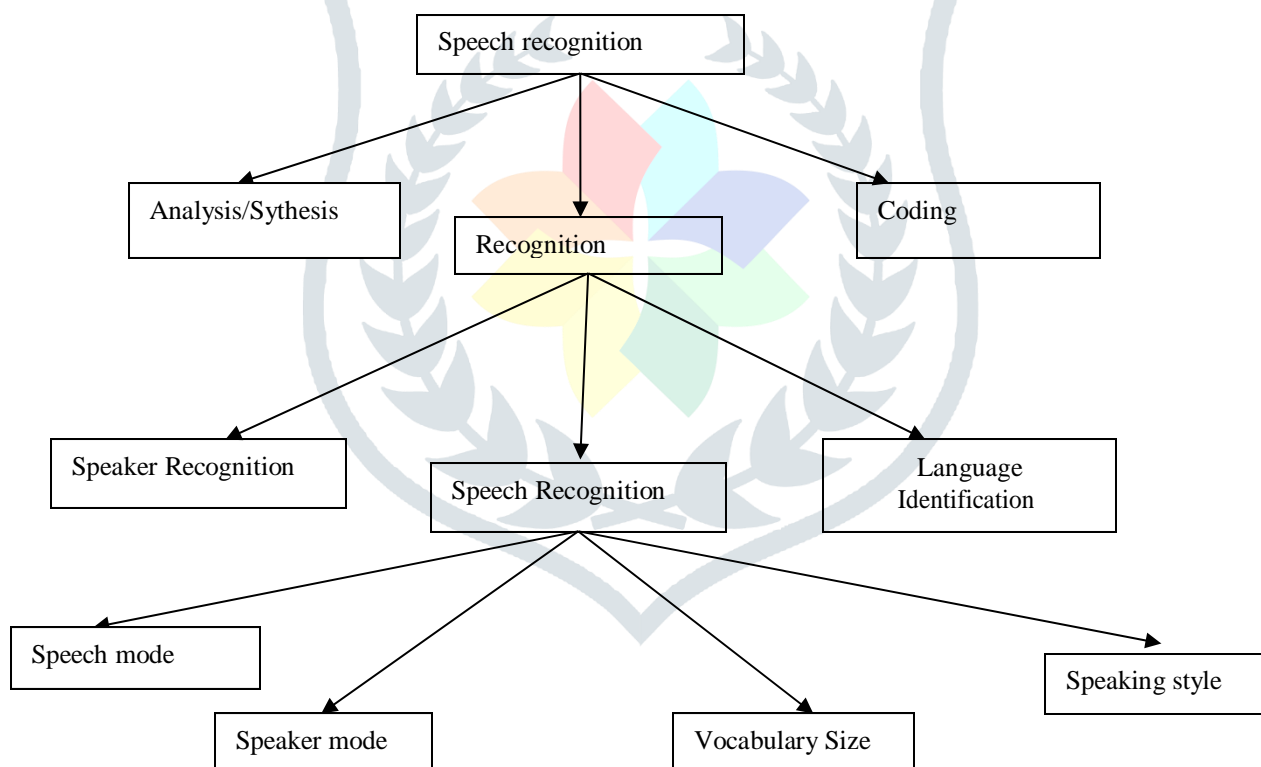 Speech recognition
Analysis/Sythesis
Recognition
Coding
Speaker Recognition
Speech Recognition
Language
Identification
Speech mode
Speaker mode
Vocabulary Size
Speaking style